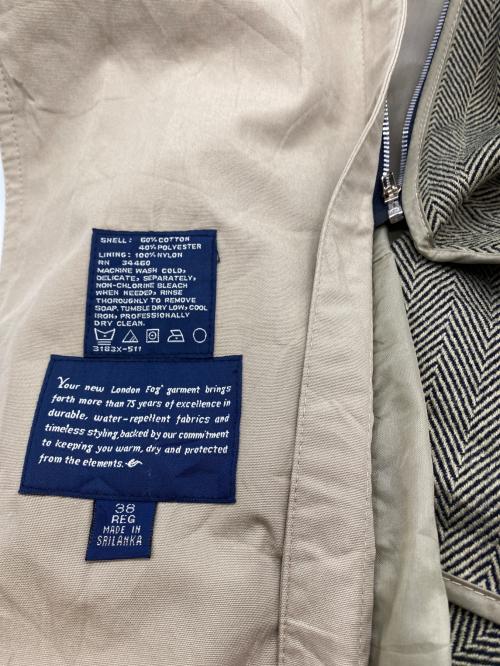 SHELL: 60% COTTON
40% POLYESTER
LINING: 100% NYLON
RN 34460
MACHINE WASH COLD,
DELICATE, SEPARATELY,
NON-CHLORINE BLEACH
WHEN NEEDED, RINSE
THOROUGHLY TO REMOVE
SOAP. TUMBLE DRY LOW, COOL
IRON, PROFESSIONALLY
DRY CLEAN.
3183X-511
Your new London Fog® garment brings
forth more than 75 years of excellence in
durable, water-repellent fabrics and
timeless styling, backed by our commitment
to keeping you warm, dry and protected
from the elements.
38
REG
MADE IN
SRI LANKA